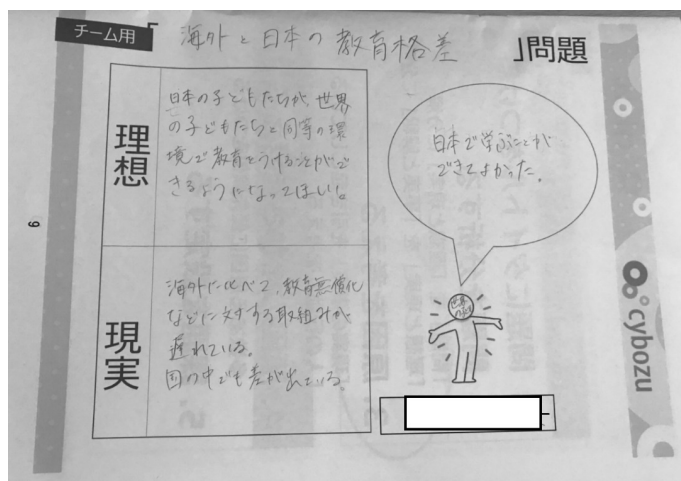 チーム用
「海外と日本の教育格差」問題
理想
日本の子どもたちが、世界
の子どもたちと同等の環
境で教育をうけることがで
きるようになってほしい。
日本で学ぶことが
できてよかった。
現実
海外に比べて、教育無償化
などに対する取組みが
遅れている。
国の中でも差が出ている。
9
cybozu